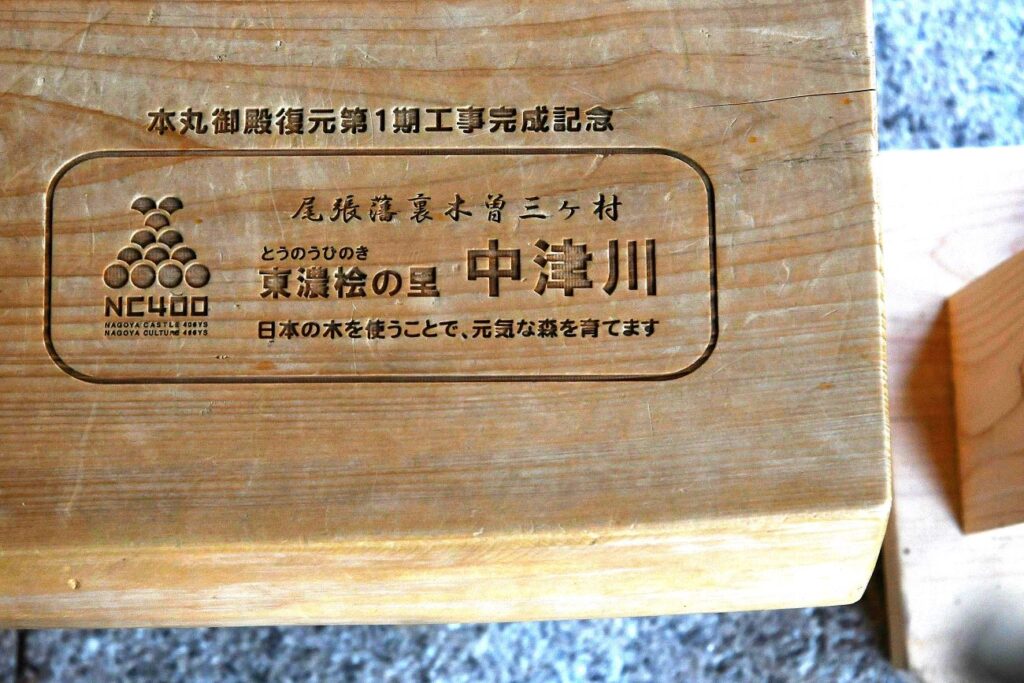 本丸御殿復元第1期工事完成記念
尾張藩裏木曽三ヶ村
とうのうひのき
東濃桧の里 中津川
日本の木を使うことで、元気な森を育てます
NC400
NAGOYA CASTLE 400YS
NAGOYA CULTURE 400YS